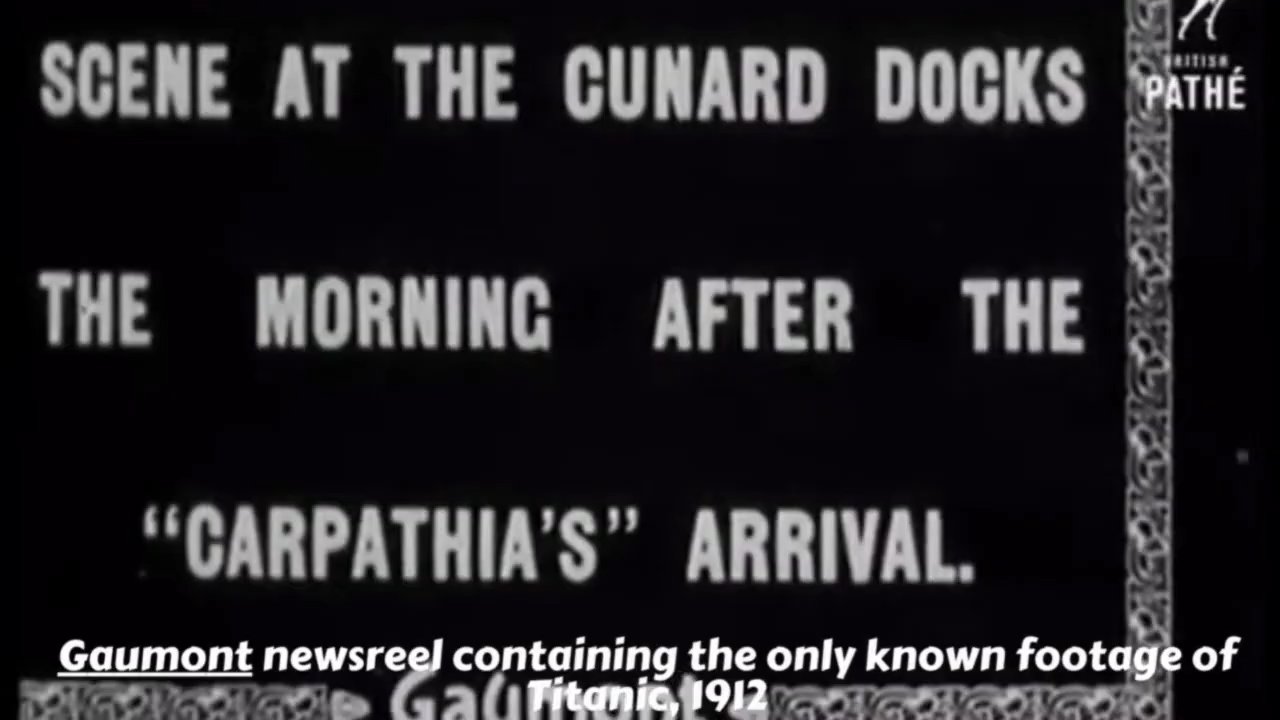 SCENE AT THE CUNARD DOCKS
BRITISH
PATHÉ
THE MORNING AFTER THE
“CARPATHIA’S” ARRIVAL.
Gaumont newsreel containing the only known footage of
Titanic, 1912
Gaumont